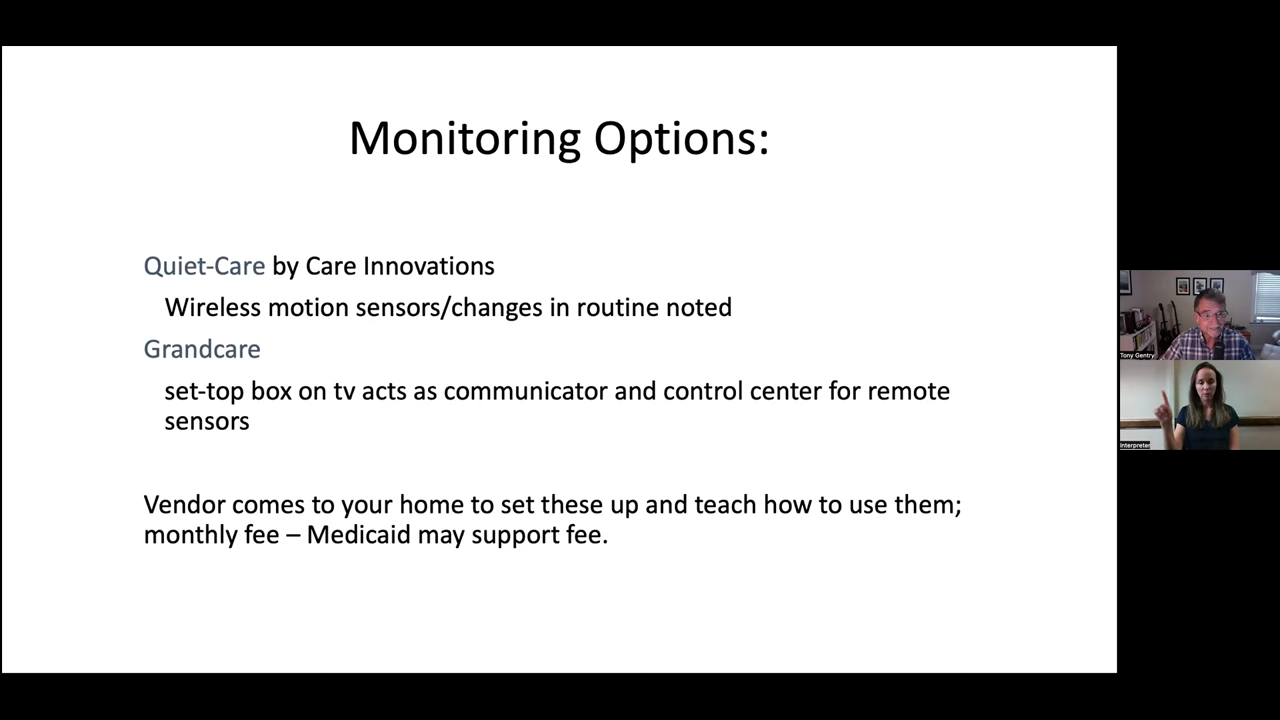 Monitoring Options:
Quiet-Care by Care Innovations
Wireless motion sensors/changes in routine noted
Grandcare
set-top box on tv acts as communicator and control center for remote
sensors
Vendor comes to your home to set these up and teach how to use them;
monthly fee – Medicaid may support fee.
Tony Gentry
Interpreter